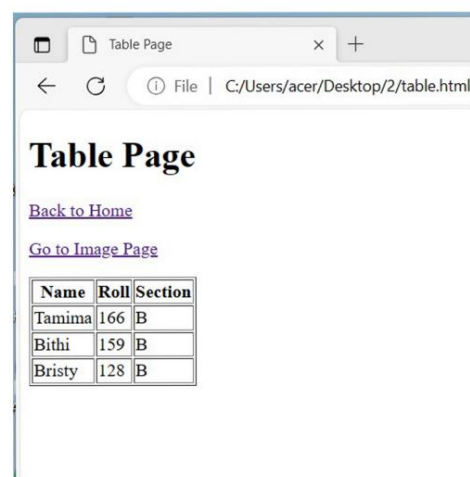 Table Page
File | C:/Users/acer/Desktop/2/table.html
Table Page
Back to Home
Go to Image Page
Name Roll Section
Tamima 166 B
Bithi 159 B
Bristy 128 B